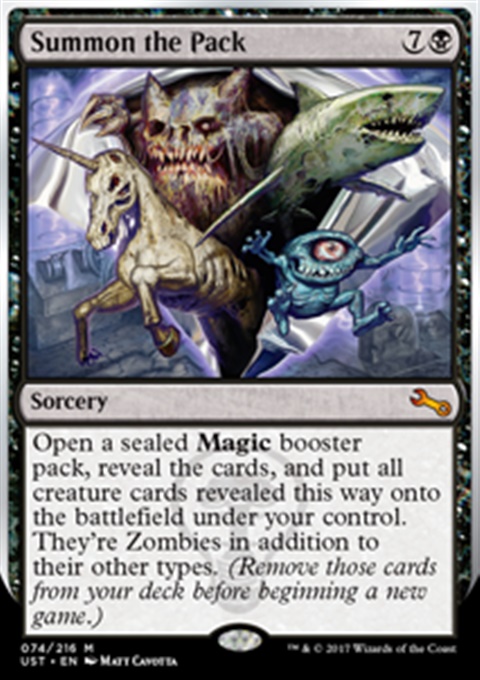 Summon the Pack 7
Sorcery
Open a sealed Magic booster
pack, reveal the cards, and put all
creature cards revealed this way onto
the battlefield under your control.
They're Zombies in addition to
their other types. (Remove those cards
from your deck before beginning a new
game.)
074/216 M ™ & © 2017 Wizards of the Coast
UST • EN Matt Cavotta